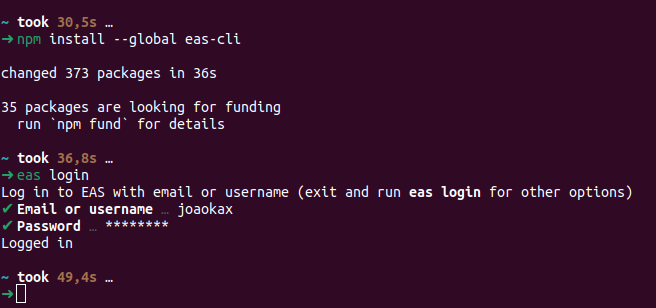 ~ took 30,5s …
➜ npm install --global eas-cli
changed 373 packages in 36s
35 packages are looking for funding
run `npm fund` for details
~ took 36,8s …
➜ eas login
Log in to EAS with email or username (exit and run eas login for other options)
✔ Email or username … joaokax
✔ Password … ********
Logged in
~ took 49,4s …
➜